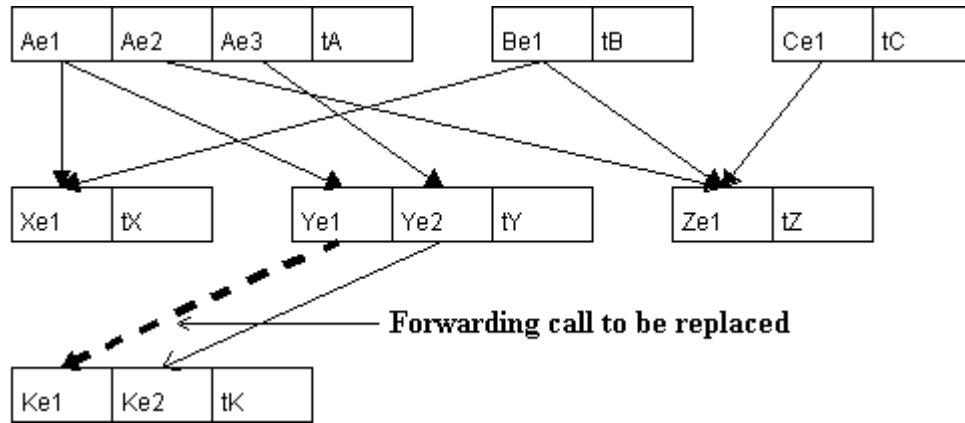 Ae1 Ae2 Ae3 tA Be1 tB Ce1 tC
Xe1 tX Ye1 Ye2 tY Ze1 tZ
Forwarding call to be replaced
Ke1 Ke2 tK